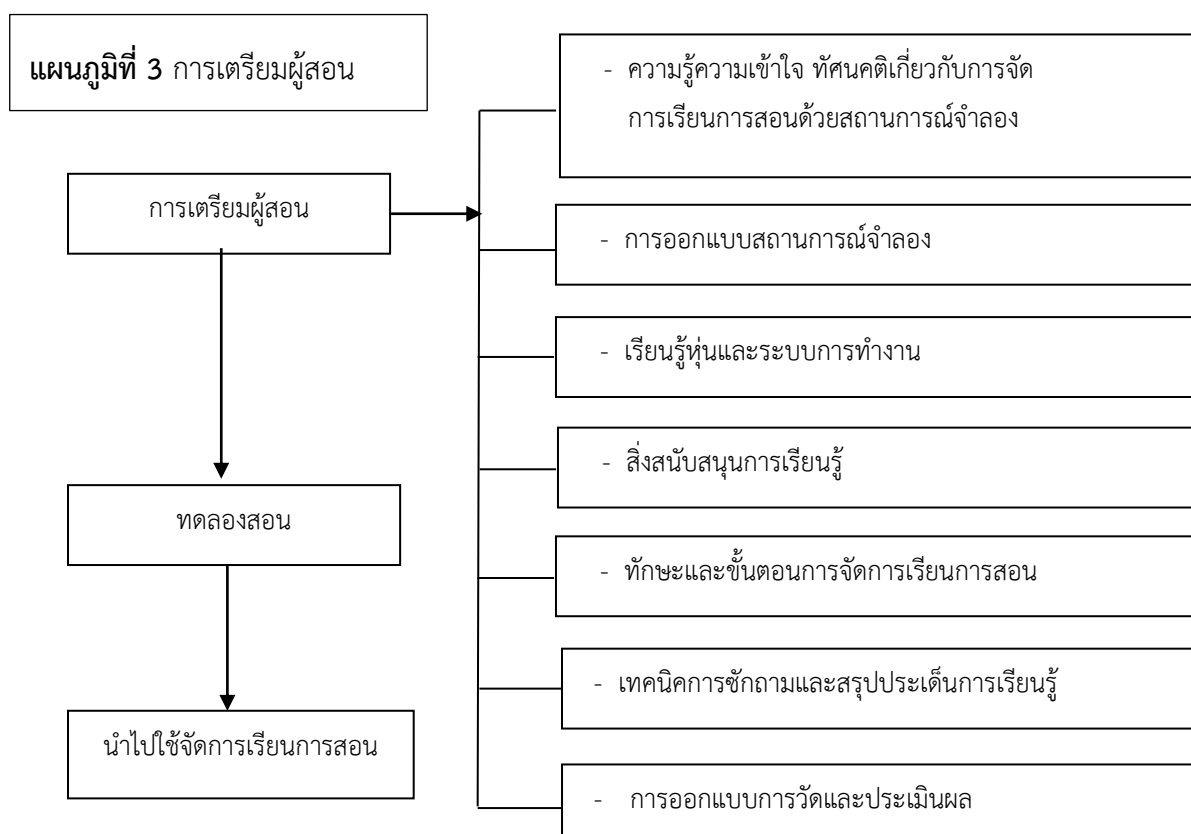 แผนภูมิที่ 3 การเตรียมผู้สอน
การเตรียมผู้สอน
ทดลองสอน
นำไปใช้จัดการเรียนการสอน
- ความรู้ความเข้าใจ ทัศนคติเกี่ยวกับการจัด
การเรียนการสอนด้วยสถานการณ์จำลอง
- การออกแบบสถานการณ์จำลอง
- เรียนรู้หุ่นและระบบการทำงาน
- สิ่งสนับสนุนการเรียนรู้
- ทักษะและขั้นตอนการจัดการเรียนการสอน
- เทคนิคการซักถามและสรุปประเด็นการเรียนรู้
- การออกแบบการวัดและประเมินผล